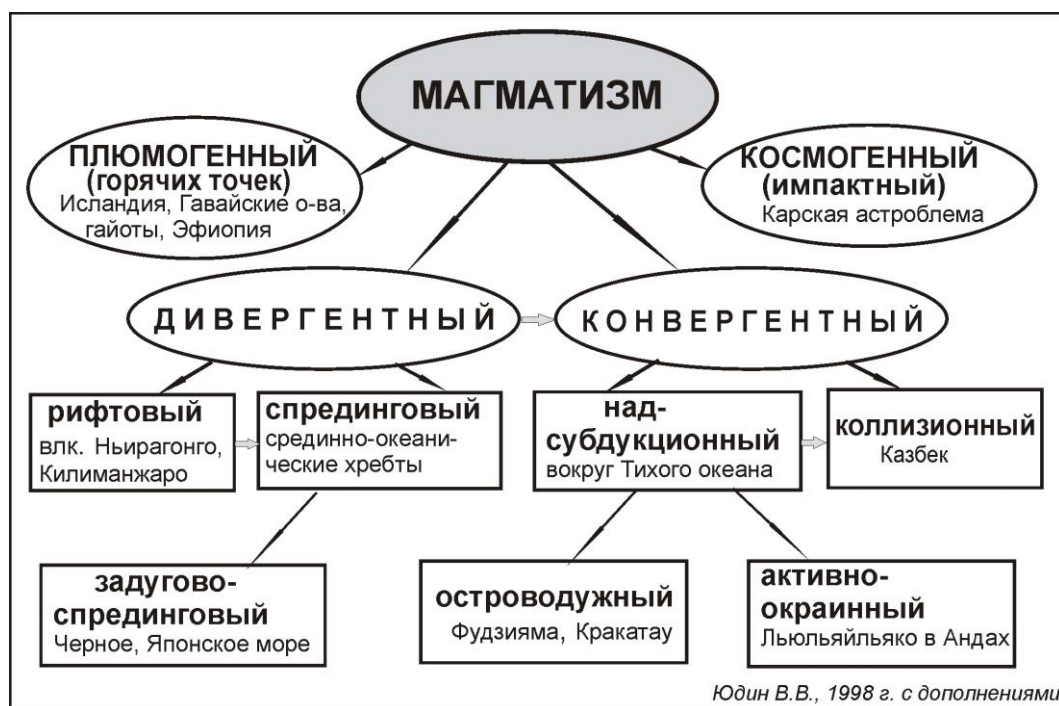 МАГМАТИЗМ
ПЛЮМОГЕННЫЙ
(горячих точек)
Исландия, Гавайские о-ва,
гайоты, Эфиопия
КОСМОГЕННЫЙ
(импактный)
Карская астроблема
ДИВЕРГЕНТНЫЙ
КОНВЕРГЕНТНЫЙ
рифтовый
влк. Ньирагонго,
Килиманжаро
спрединговый
срединно-океани-
ческие хребты
над-
субдукционный
вокруг Тихого океана
коллизионный
Казбек
задугово-
спрединговый
Черное, Японское море
островодужный
Фудзияма, Кракатау
активно-
окраинный
Льюльяйльяко в Андах
Юдин В.В., 1998 г. с дополнениями